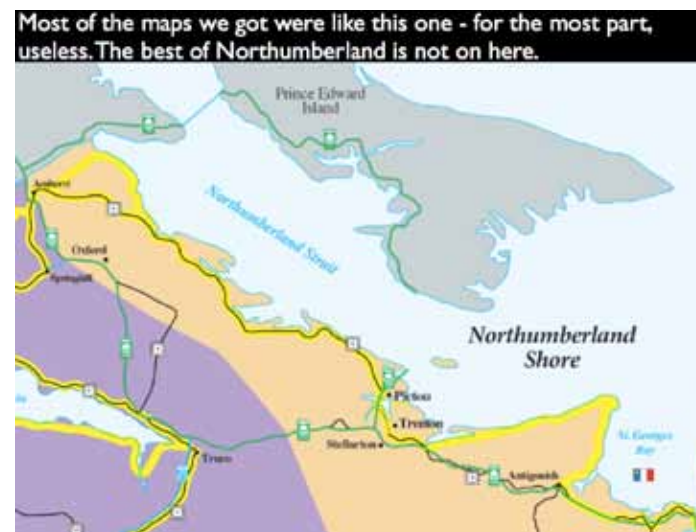 Most of the maps we got were like this one - for the most part,
useless. The best of Northumberland is not on here.
Prince Edward
Island
Amherst
Northumberland Strait
Oxford
Springhill
Northumberland
Shore
Pictou
Trenton
Stellarton
Truro
St. Georges
Bay
Antigonish